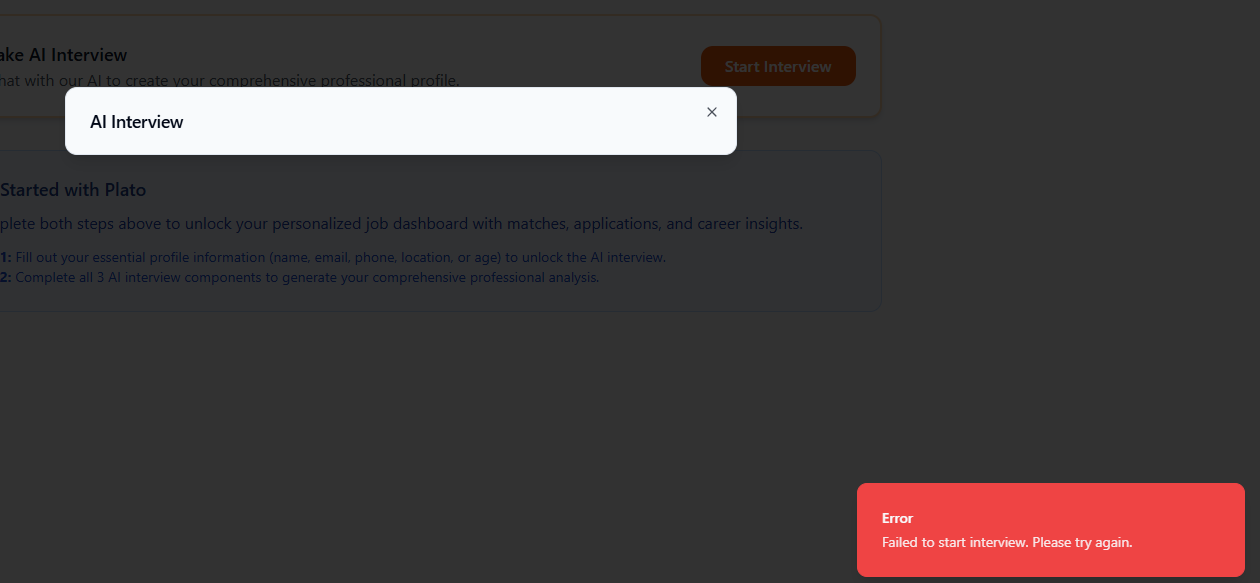 ake AI Interview
hat with our AI to create your comprehensive professional profile.
Start Interview
AI Interview
Started with Plato
plete both steps above to unlock your personalized job dashboard with matches, applications, and career insights.
1: Fill out your essential profile information (name, email, phone, location, or age) to unlock the AI interview.
2: Complete all 3 AI interview components to generate your comprehensive professional analysis.
Error
Failed to start interview. Please try again.